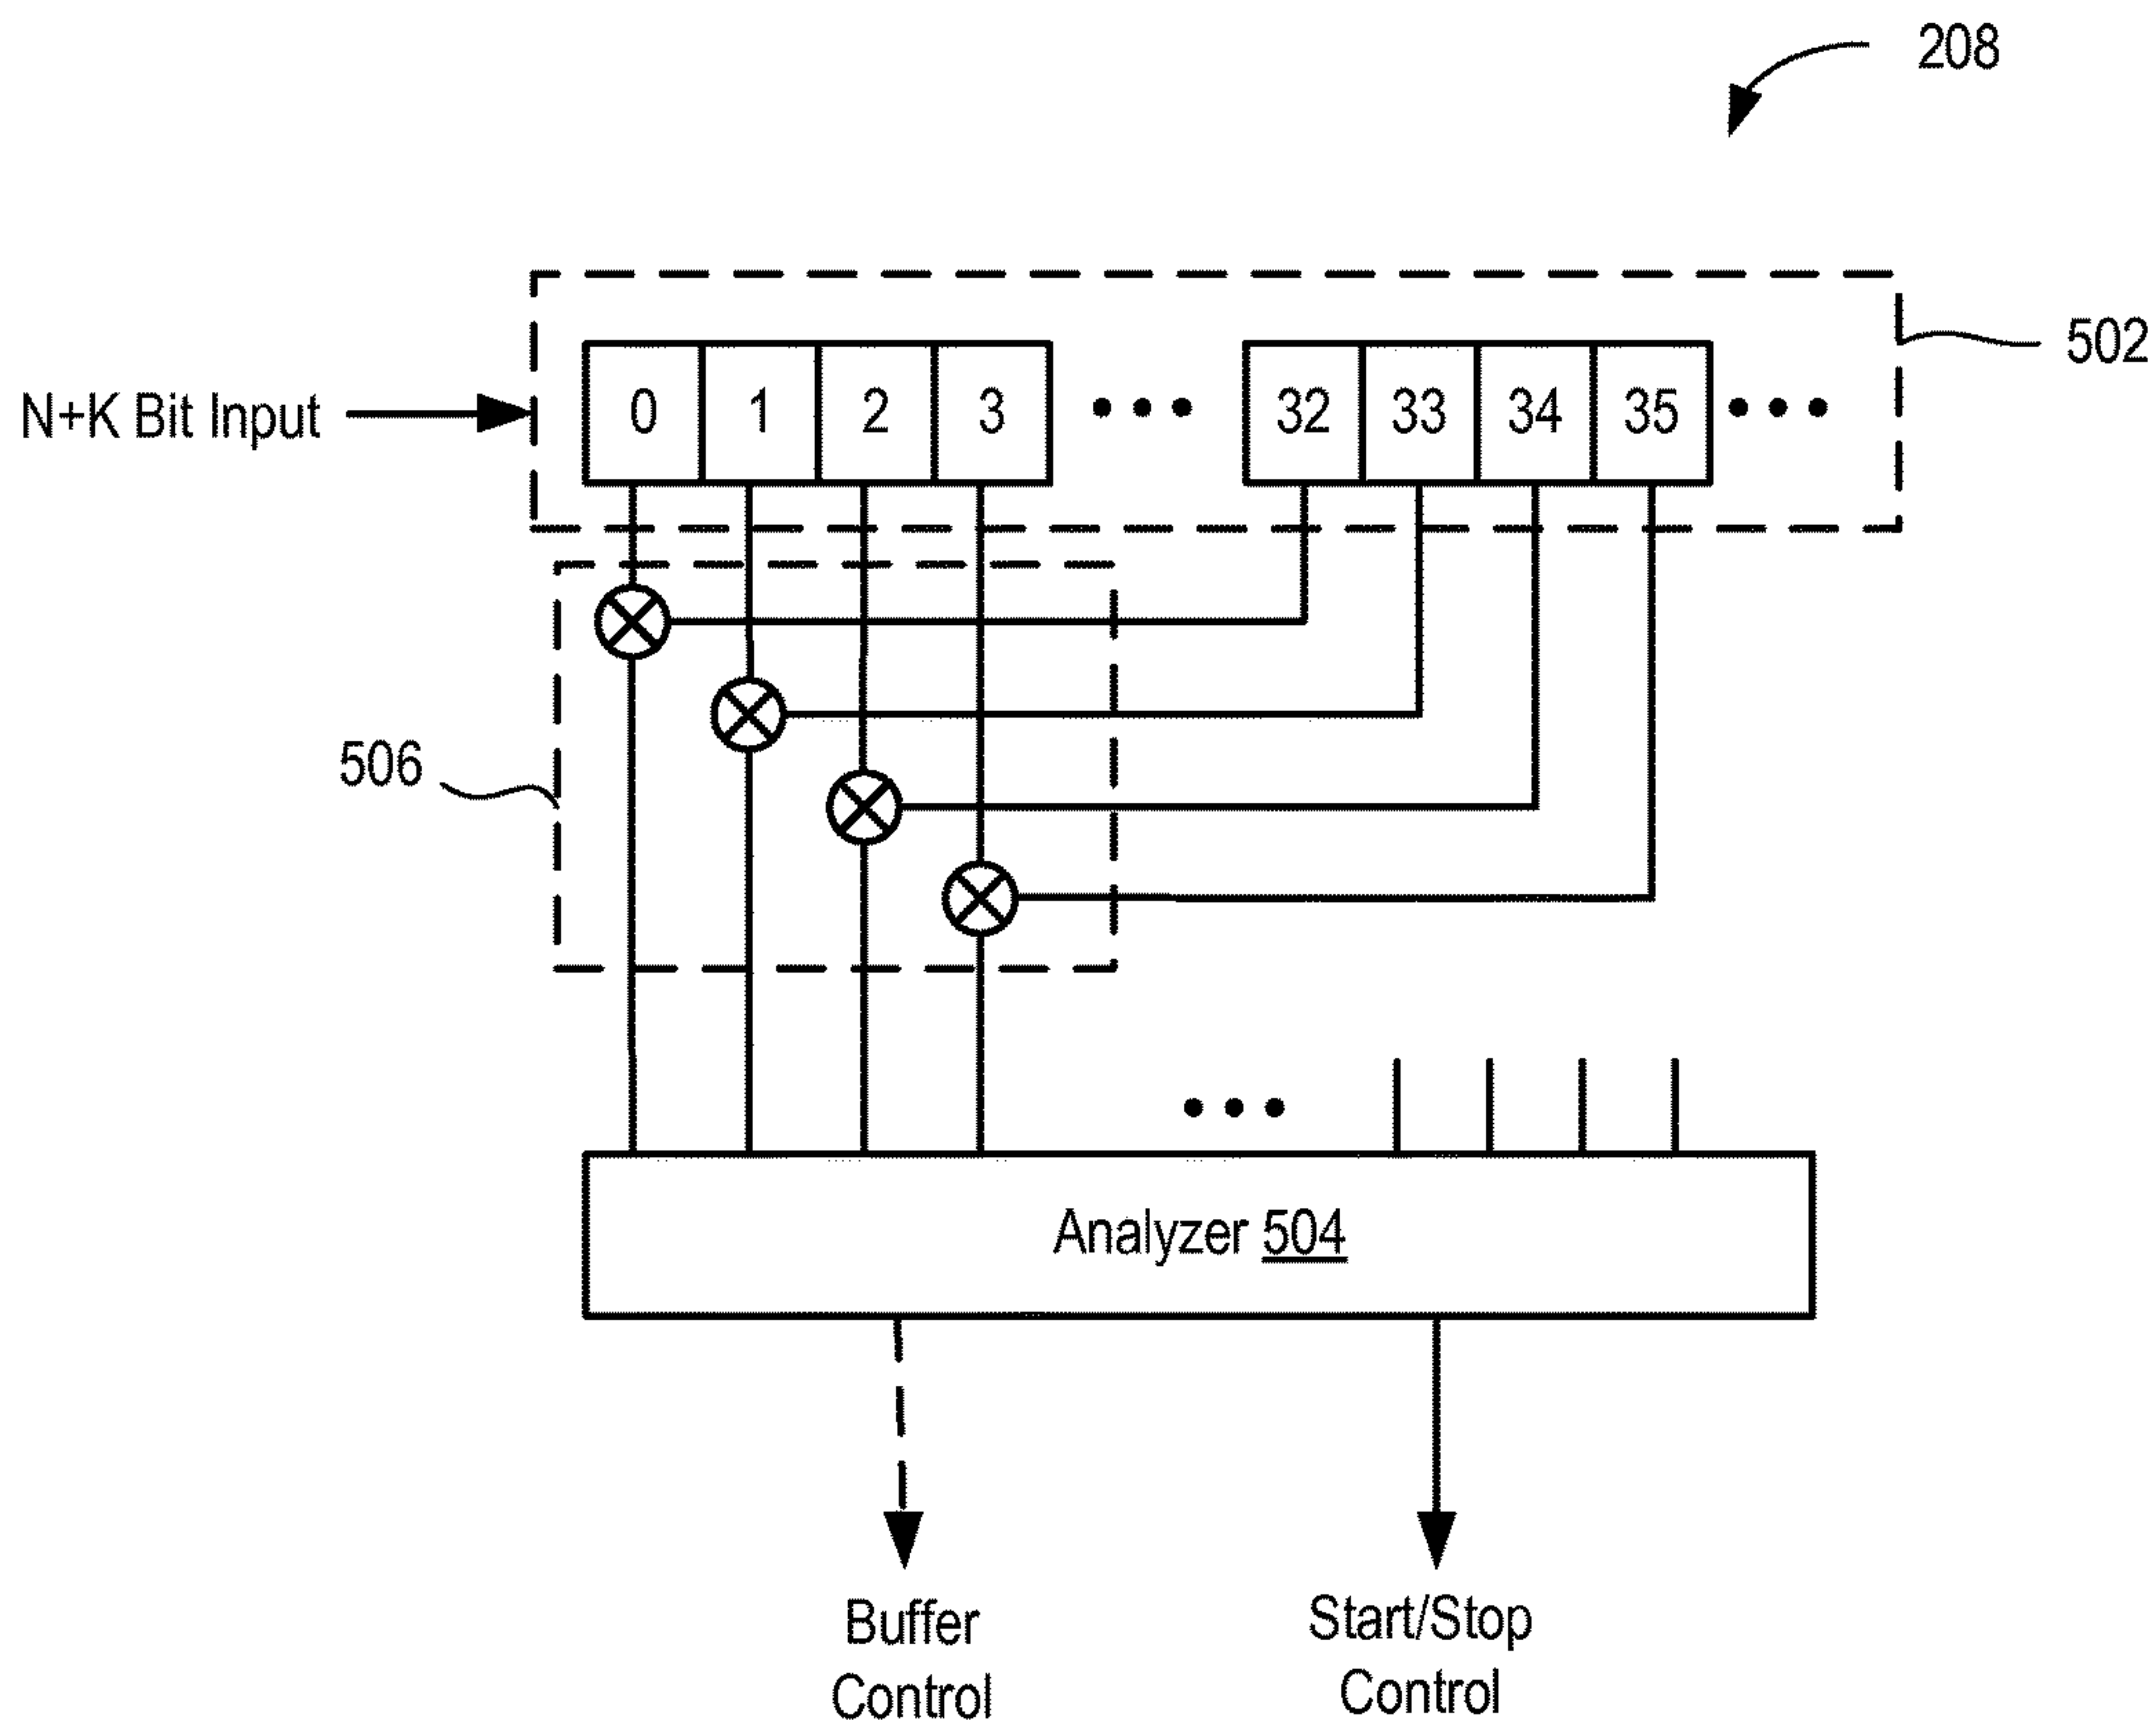 208
502
N+K Bit Input
0 1 2 3 ••• 32 33 34 35 •••
506
•••
Analyzer 504
Buffer
Control
Start/Stop
Control